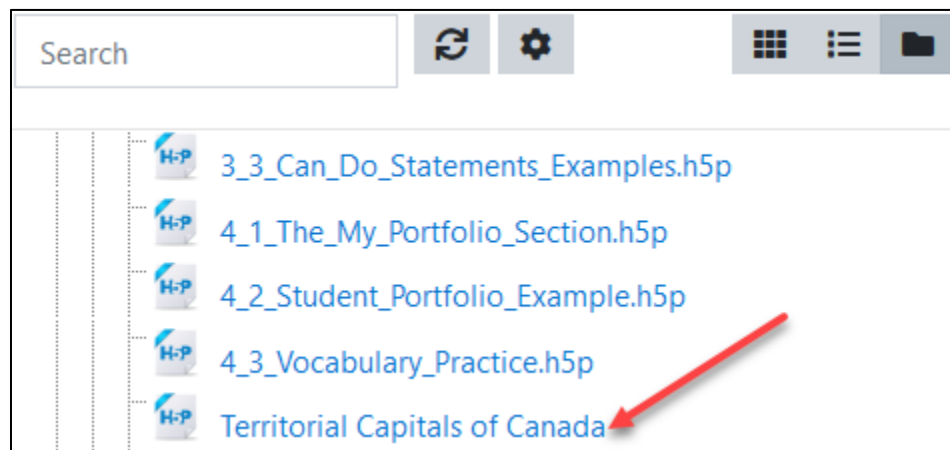 Search
H-P 3_3_Can_Do_Statements_Examples.h5p
H-P 4_1_The_My_Portfolio_Section.h5p
H-P 4_2_Student_Portfolio_Example.h5p
H-P 4_3_Vocabulary_Practice.h5p
H-P Territorial Capitals of Canada